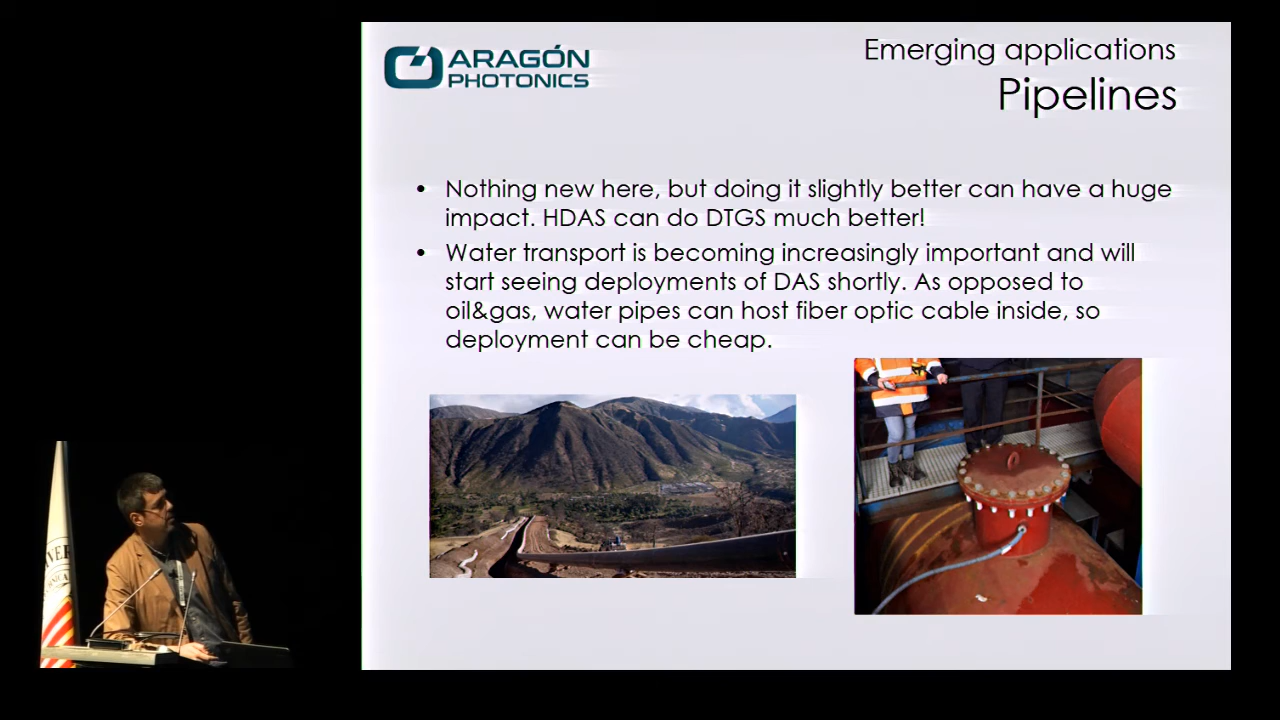 ARAGÓN
PHOTONICS
Emerging applications
Pipelines
• Nothing new here, but doing it slightly better can have a huge
impact. HDAS can do DTGS much better!
• Water transport is becoming increasingly important and will
start seeing deployments of DAS shortly. As opposed to
oil&gas, water pipes can host fiber optic cable inside, so
deployment can be cheap.